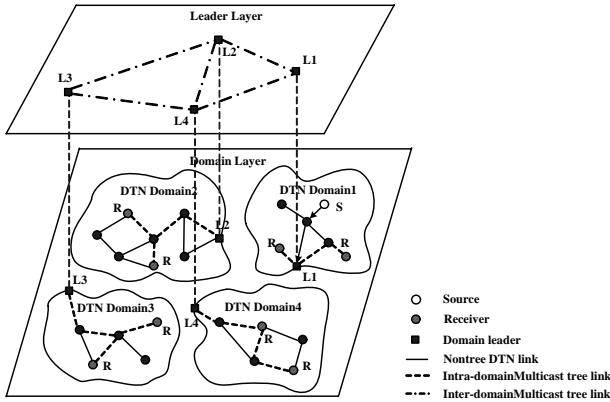 Leader Layer
L2
L1
L3
L4
Domain Layer
DTN Domain2
DTN Domain1
R
S
L2
R
R
R
L1
L3
DTN Domain3
L4
DTN Domain4
R
R
R
R
Source
Receiver
Domain leader
Nontree DTN link
Intra-domainMulticast tree link
Inter-domainMulticast tree link